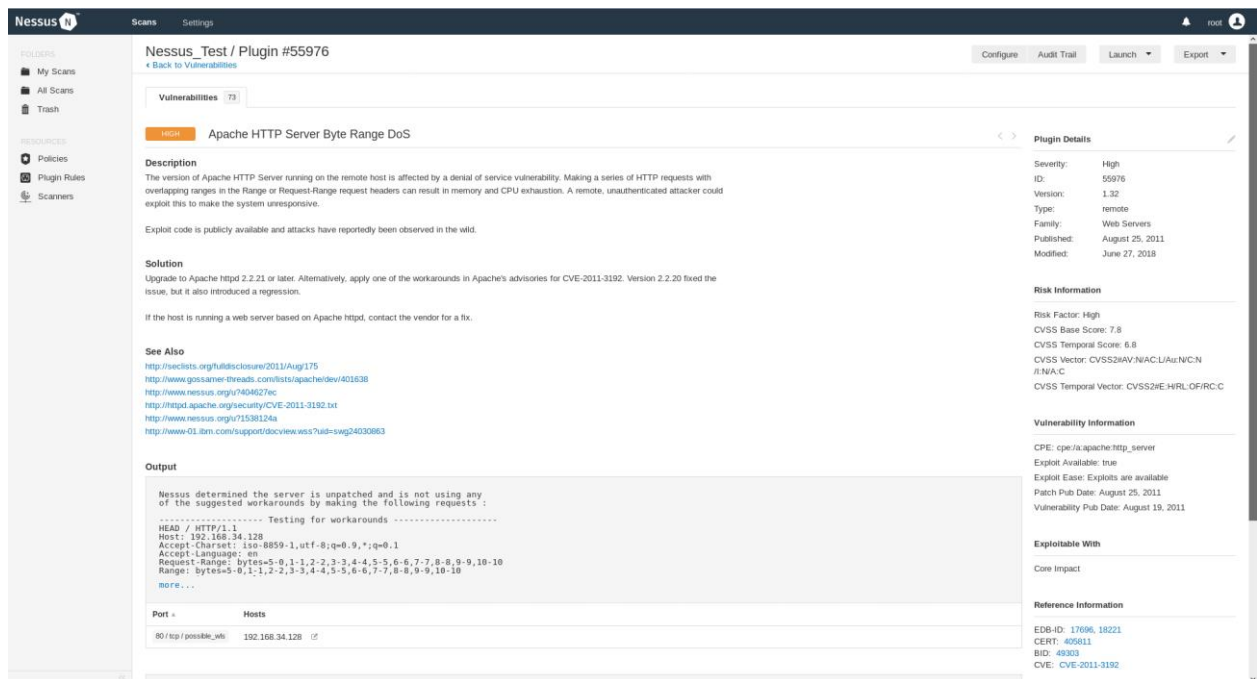 Nessus N
Scans
Settings
root
FOLDERS
My Scans
All Scans
Trash
RESOURCES
Policies
Plugin Rules
Scanners
Nessus_Test / Plugin #55976
Back to Vulnerabilities
Configure
Audit Trail
Launch
Export
Vulnerabilities 73
HIGH
Apache HTTP Server Byte Range DoS
Description
The version of Apache HTTP Server running on the remote host is affected by a denial of service vulnerability. Making a series of HTTP requests with
overlapping ranges in the Range or Request-Range request headers can result in memory and CPU exhaustion. A remote, unauthenticated attacker could
exploit this to make the system unresponsive.
Exploit code is publicly available and attacks have reportedly been observed in the wild.
Solution
Upgrade to Apache httpd 2.2.21 or later. Alternatively, apply one of the workarounds in Apache's advisories for CVE-2011-3192. Version 2.2.20 fixed the
issue, but it also introduced a regression.
If the host is running a web server based on Apache httpd, contact the vendor for a fix.
See Also
http://seclists.org/fulldisclosure/2011/Aug/175
http://www.gossamer-threads.com/lists/apache/dev/401638
http://www.nessus.org/u?404627ec
http://httpd.apache.org/security/CVE-2011-3192.txt
http://www.nessus.org/u?1538124a
http://www-01.ibm.com/support/docview.wss?uid=swg24030863
Output
Nessus determined the server is unpatched and is not using any
of the suggested workarounds by making the following requests :
-------------------- Testing for workarounds --------------------
HEAD / HTTP/1.1
Host: 192.168.34.128
Accept-Charset: iso-8859-1,utf-8;q=0.9,*;q=0.1
Accept-Language: en
Request-Range: bytes=5-0,1-1,2-2,3-3,4-4,5-5,6-6,7-7,8-8,9-9,10-10
Range: bytes=5-0,1-1,2-2,3-3,4-4,5-5,6-6,7-7,8-8,9-9,10-10
more...
Port
Hosts
80 / tcp / possible_wls
192.168.34.128
Plugin Details
Severity: High
ID: 55976
Version: 1.32
Type: remote
Family: Web Servers
Published: August 25, 2011
Modified: June 27, 2018
Risk Information
Risk Factor: High
CVSS Base Score: 7.8
CVSS Temporal Score: 6.8
CVSS Vector: CVSS2#AV:N/AC:L/Au:N/C:N
/I:N/A:C
CVSS Temporal Vector: CVSS2#E:H/RL:OF/RC:C
Vulnerability Information
CPE: cpe:/a:apache:http_server
Exploit Available: true
Exploit Ease: Exploits are available
Patch Pub Date: August 25, 2011
Vulnerability Pub Date: August 19, 2011
Exploitable With
Core Impact
Reference Information
EDB-ID: 17696, 18221
CERT: 405811
BID: 49303
CVE: CVE-2011-3192